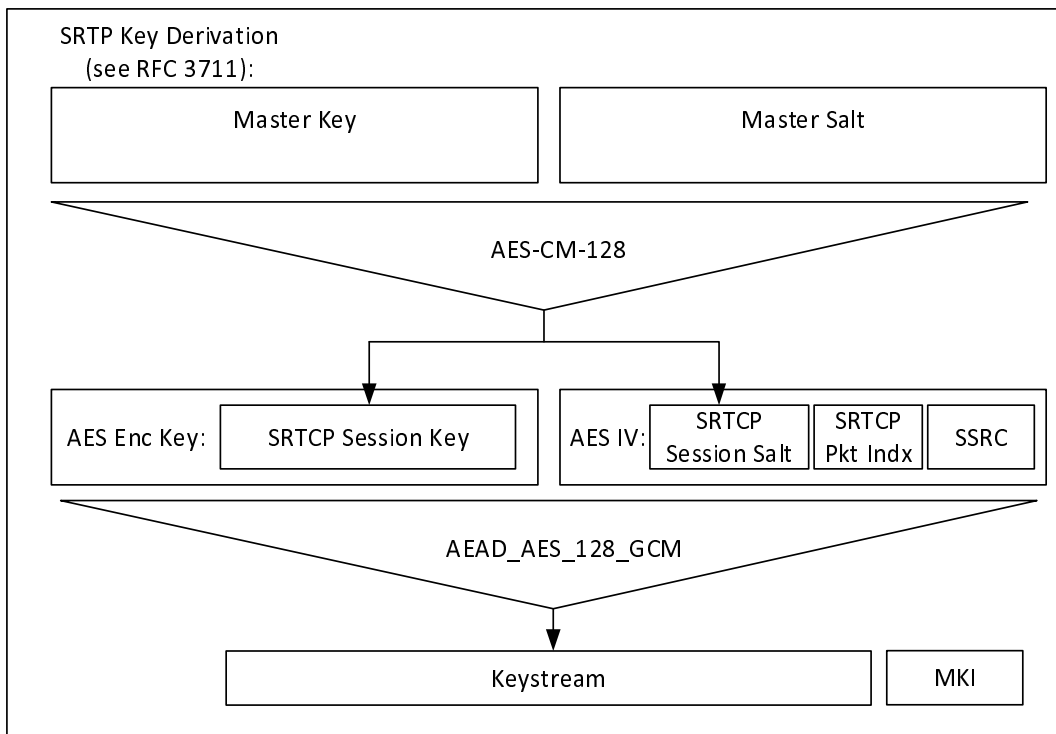 SRTP Key Derivation
(see RFC 3711):
Master Key
Master Salt
AES-CM-128
AES Enc Key:
SRTCP Session Key
AES IV:
SRTCP
Session Salt
SRTCP
Pkt Indx
SSRC
AEAD_AES_128_GCM
Keystream
MKI